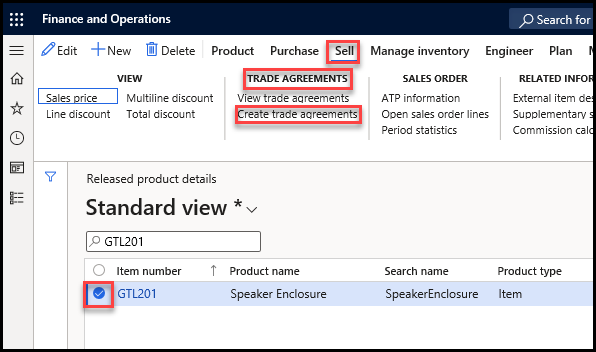 Finance and Operations
Search for
Edit New Delete Product Purchase Sell Manage inventory Engineer Plan M
VIEW TRADE AGREEMENTS SALES ORDER RELATED INFOR
Sales price Multiline discount View trade agreements ATP information External item des
Line discount Total discount Create trade agreements Open sales order lines Supplementary s
Period statistics Commission calc
Released product details
Standard view *
GTL201
Item number Product name Search name Product type
GTL201 Speaker Enclosure SpeakerEnclosure Item